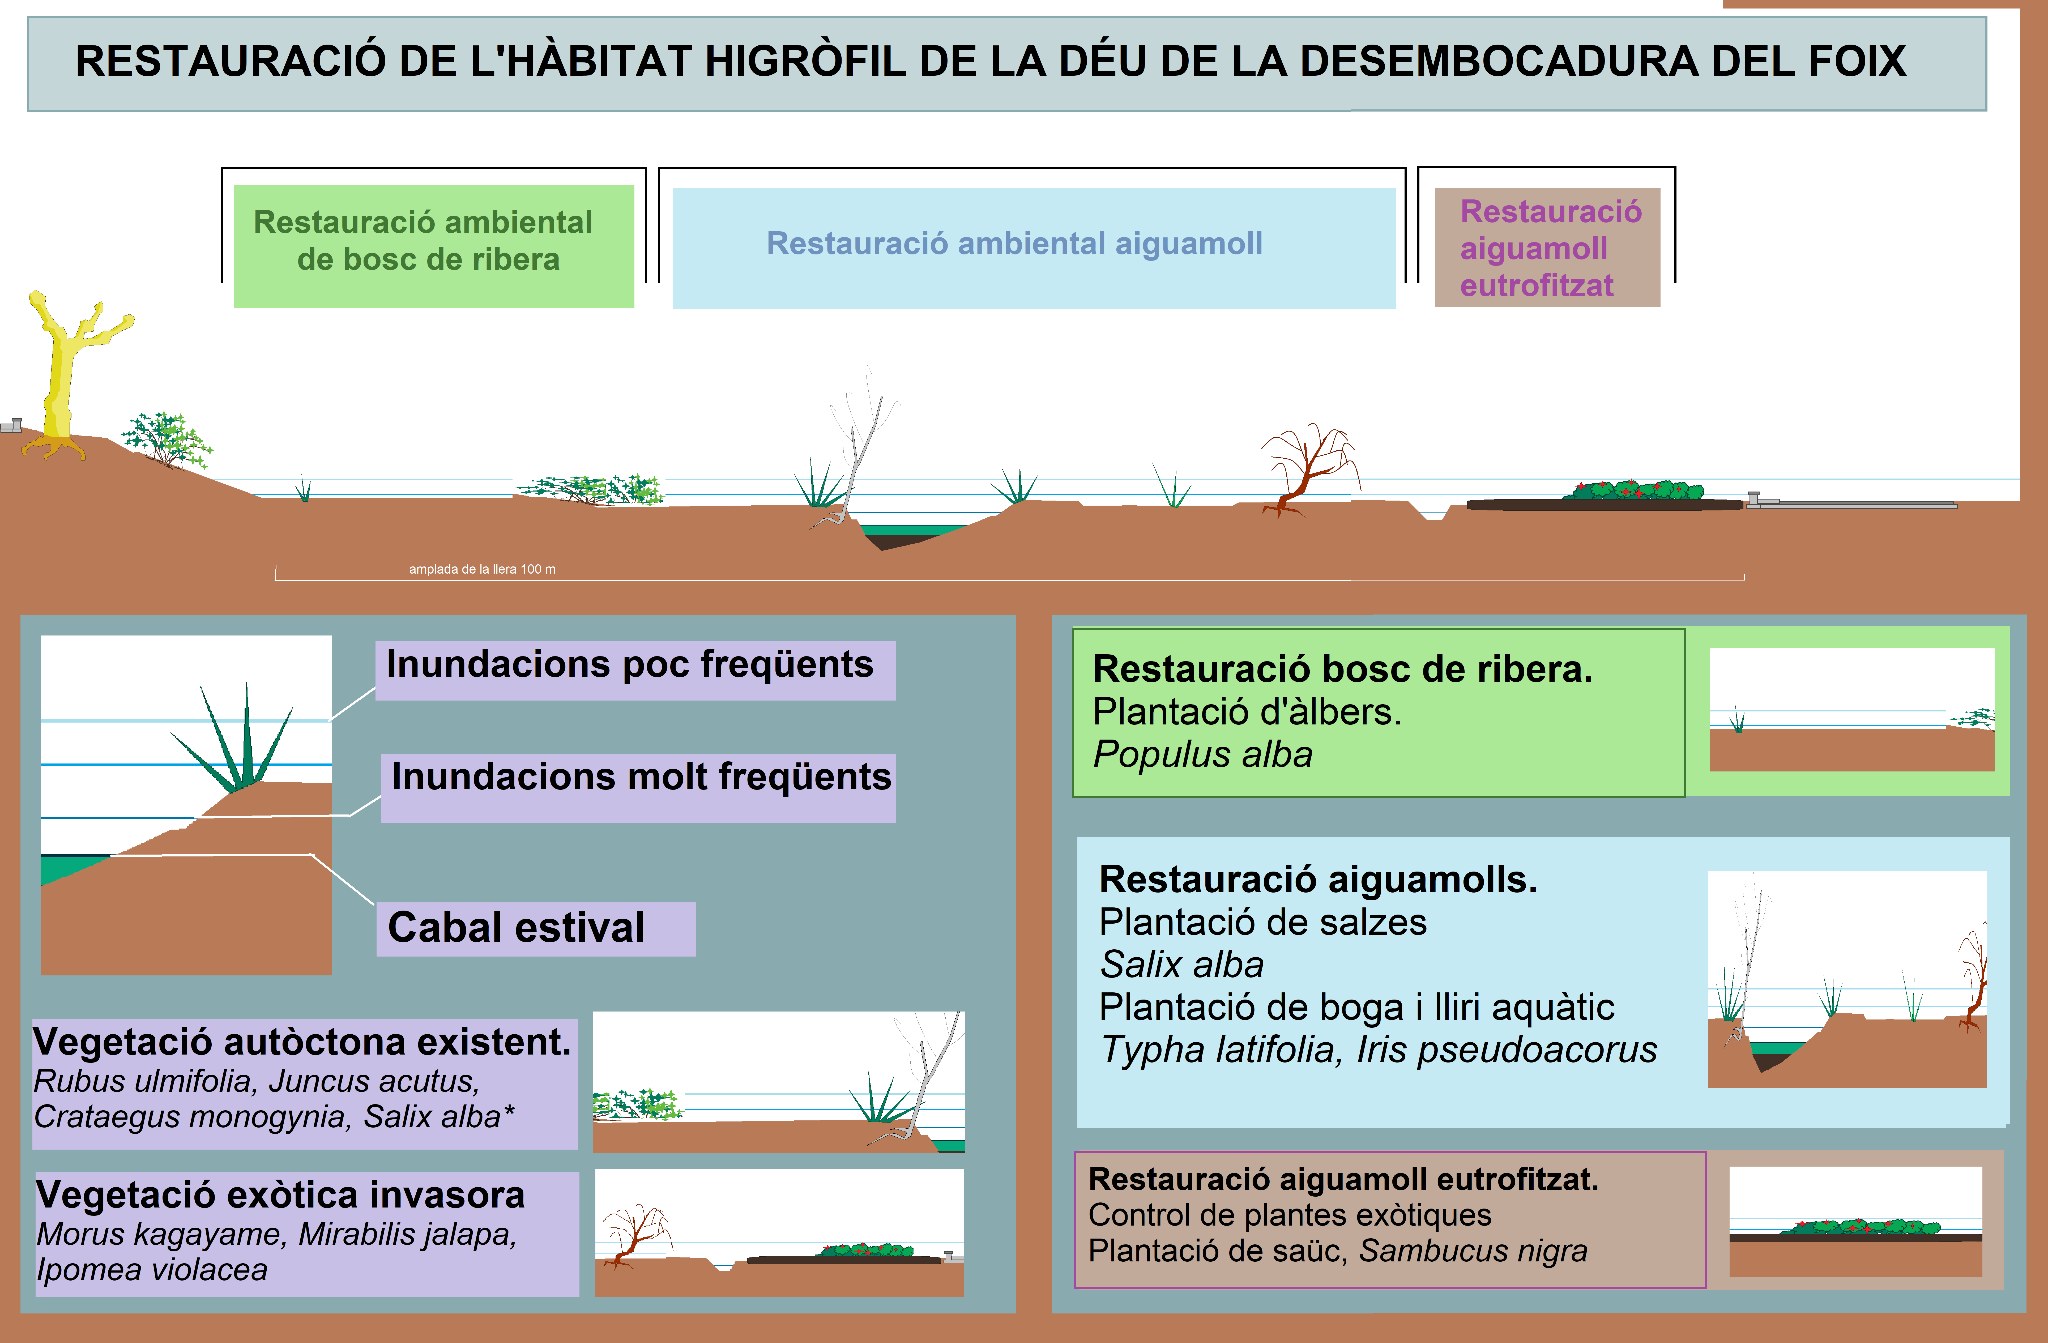 RESTAURACIÓ DE L'HÀBITAT HIGRÒFIL DE LA DÉU DE LA DESEMBOCADURA DEL FOIX
Restauració ambiental
de bosc de ribera
Restauració ambiental aiguamoll
Restauració
aiguamoll
eutrofitzat
amplada de la llera 100 m
Inundacions poc freqüents
Inundacions molt freqüents
Cabal estival
Vegetació autòctona existent.
Rubus ulmifolia, Juncus acutus,
Crataegus monogynia, Salix alba*
Vegetació exòtica invasora
Morus kagayame, Mirabilis jalapa,
Ipomea violacea
Restauració bosc de ribera.
Plantació d'àlbers.
Populus alba
Restauració aiguamolls.
Plantació de salzes
Salix alba
Plantació de boga i lliri aquàtic
Typha latifolia, Iris pseudoacorus
Restauració aiguamoll eutrofitzat.
Control de plantes exòtiques
Plantació de saüc, Sambucus nigra